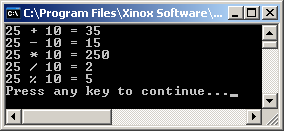 C:\Program Files\Xinox Software\...
25 + 10 = 35
25 - 10 = 15
25 * 10 = 250
25 / 10 = 2
25 % 10 = 5
Press any key to continue..._